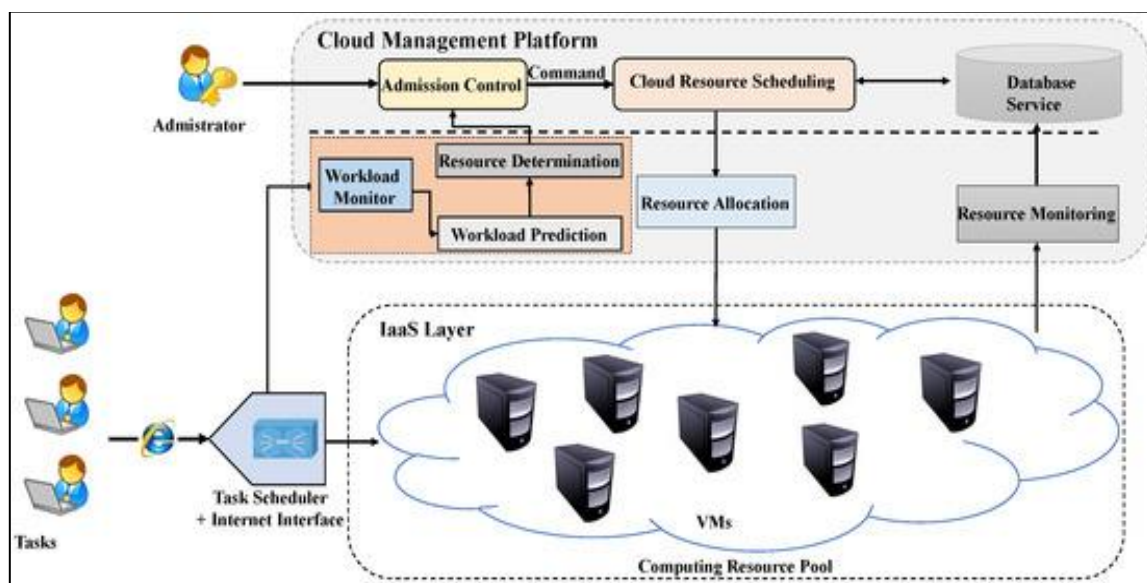 Cloud Management Platform
Admistrator
Admission Control
Command
Cloud Resource Scheduling
Database
Service
Workload
Monitor
Resource Determination
Workload Prediction
Resource Allocation
Resource Monitoring
IaaS Layer
Tasks
Task Scheduler
+ Internet Interface
VMs
Computing Resource Pool